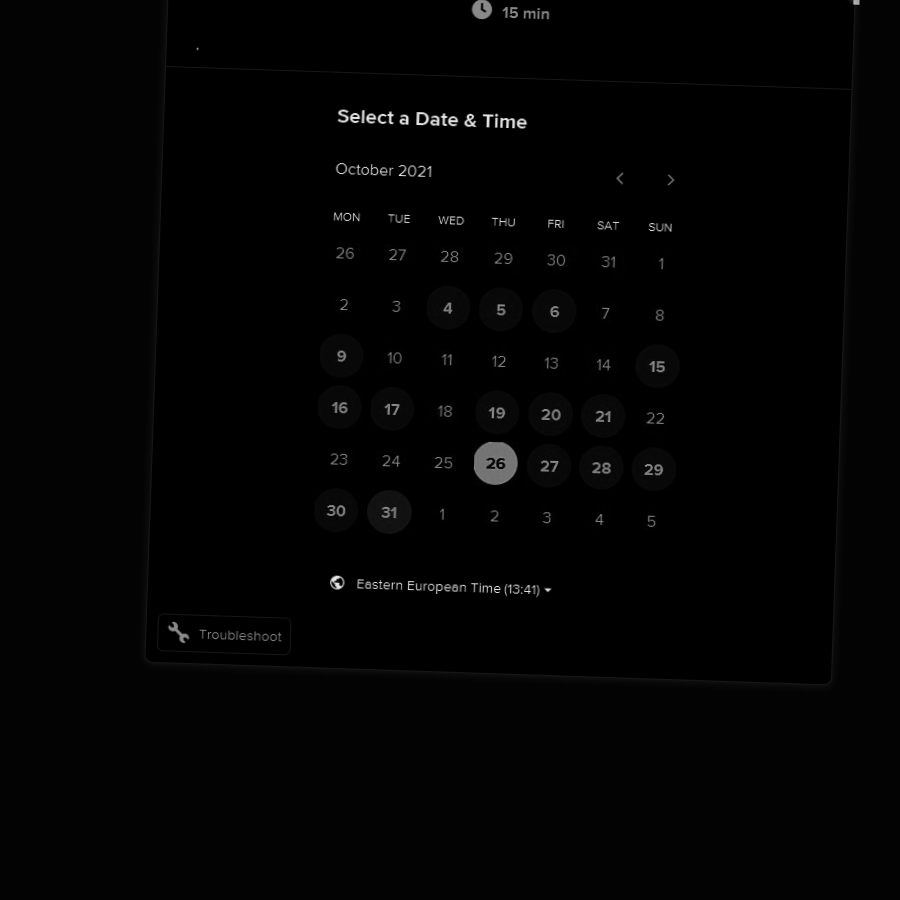 15 min
Select a Date & Time
October 2021
MON TUE WED THU FRI SAT SUN
26 27 28 29 30 31 1
2 3 4 5 6 7 8
9 10 11 12 13 14 15
16 17 18 19 20 21 22
23 24 25 26 27 28 29
30 31 1 2 3 4 5
Eastern European Time (13:41)
Troubleshoot